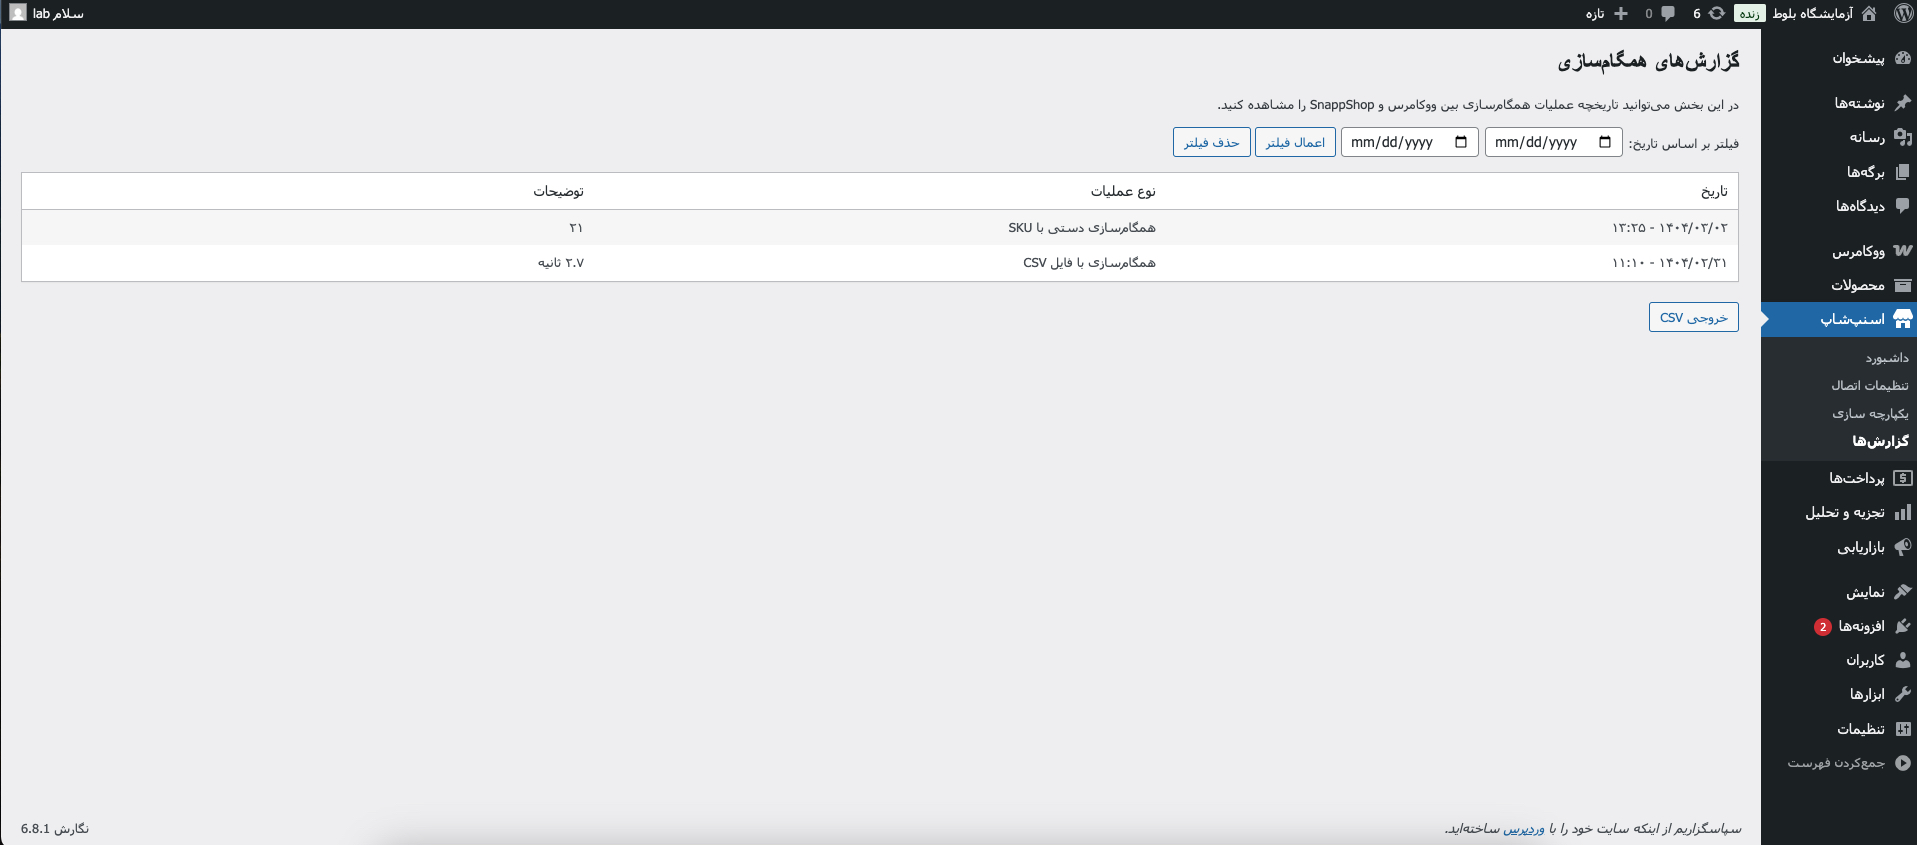 آزمایشگاه بلوط زنده 6 0 تازه سلام lab
پیشخوان
نوشته‌ها
رسانه
برگه‌ها
دیدگاه‌ها
ووکامرس
محصولات
اسنپ‌شاپ
داشبورد
تنظیمات اتصال
یکپارچه سازی
گزارش‌ها
پرداخت‌ها
تجزیه و تحلیل
بازاریابی
نمایش
افزونه‌ها 2
کاربران
ابزارها
تنظیمات
جمع‌کردن فهرست
گزارش‌های همگام‌سازی
در این بخش می‌توانید تاریخچه عملیات همگام‌سازی بین ووکامرس و SnappShop را مشاهده کنید.
فیلتر بر اساس تاریخ: mm/dd/yyyy mm/dd/yyyy اعمال فیلتر حذف فیلتر
تاریخ نوع عملیات توضیحات
۱۴۰۴/۰۳/۰۲ - ۱۳:۲۵ همگام‌سازی دستی با SKU ۲۱
۱۴۰۴/۰۲/۲۱ - ۱۱:۱۰ همگام‌سازی با فایل CSV ۲.۷ ثانیه
خروجی CSV
سپاسگزاریم از اینکه سایت خود را با وردپرس ساخته‌اید.
نگارش 6.8.1